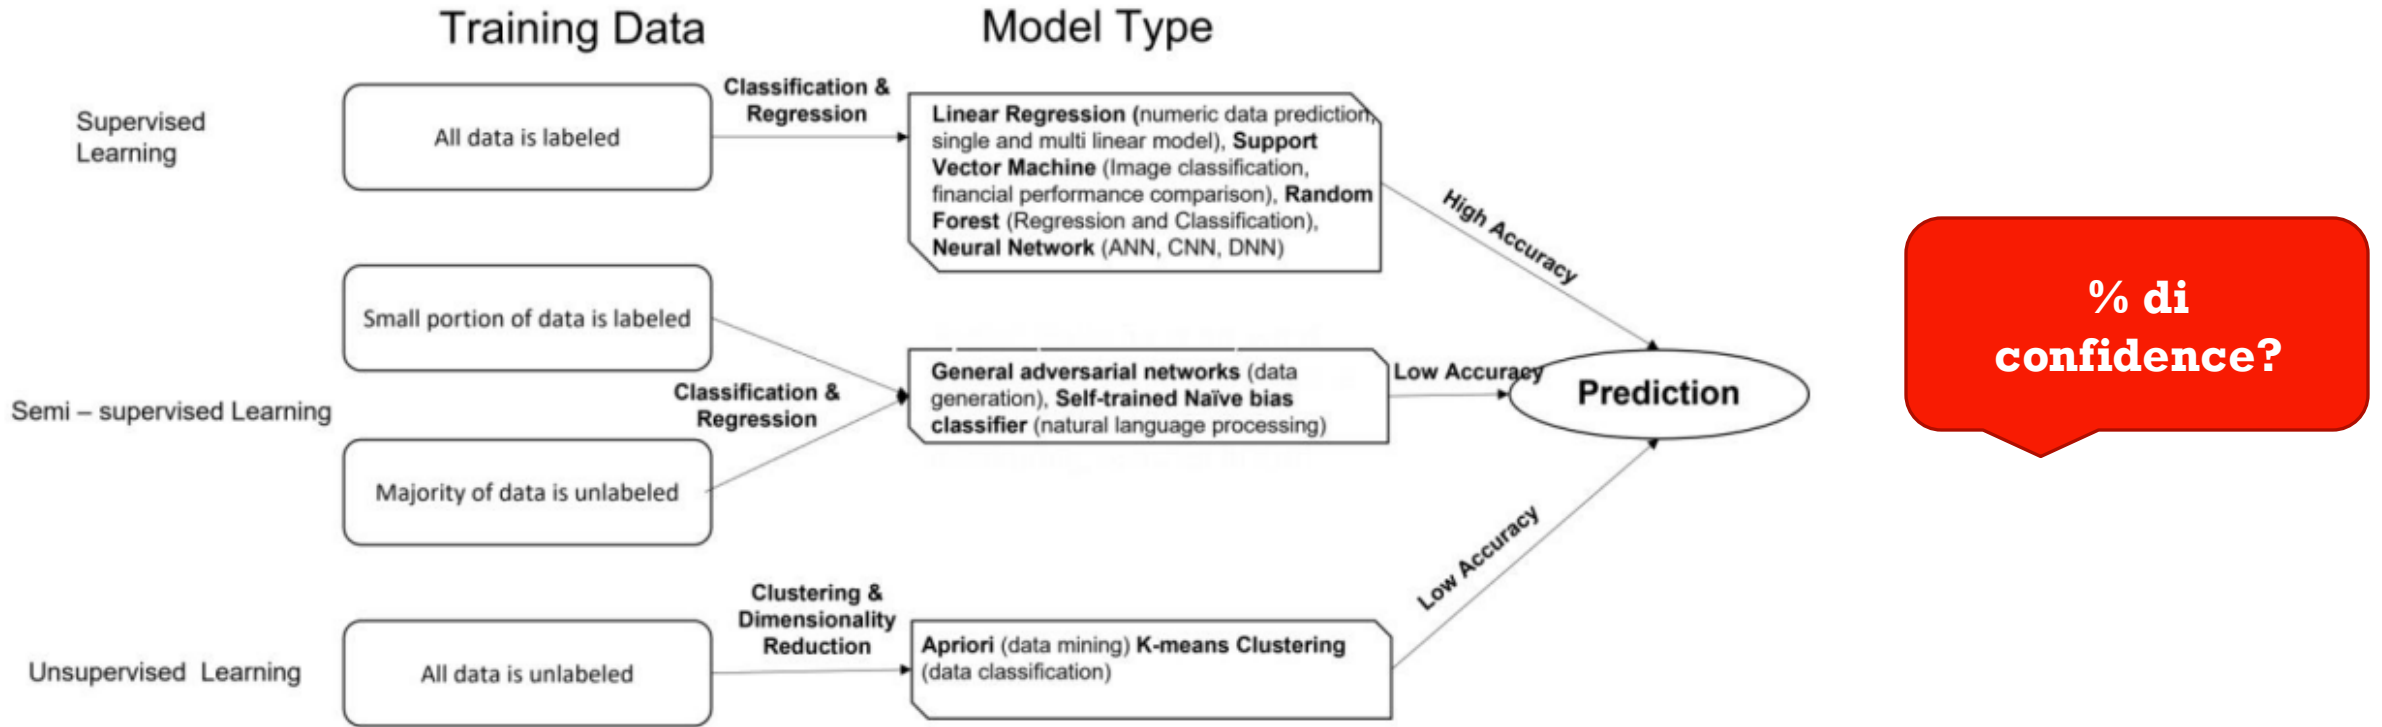 Training Data
Model Type
Supervised
Learning
All data is labeled
Classification &
Regression
Linear Regression (numeric data prediction,
single and multi linear model), Support
Vector Machine (Image classification,
financial performance comparison), Random
Forest (Regression and Classification),
Neural Network (ANN, CNN, DNN)
High Accuracy
Semi – supervised Learning
Small portion of data is labeled
Majority of data is unlabeled
Classification &
Regression
General adversarial networks (data
generation), Self-trained Naïve bias
classifier (natural language processing)
Low Accuracy
Prediction
% di
confidence?
Unsupervised Learning
All data is unlabeled
Clustering &
Dimensionality
Reduction
Apriori (data mining) K-means Clustering
(data classification)
Low Accuracy